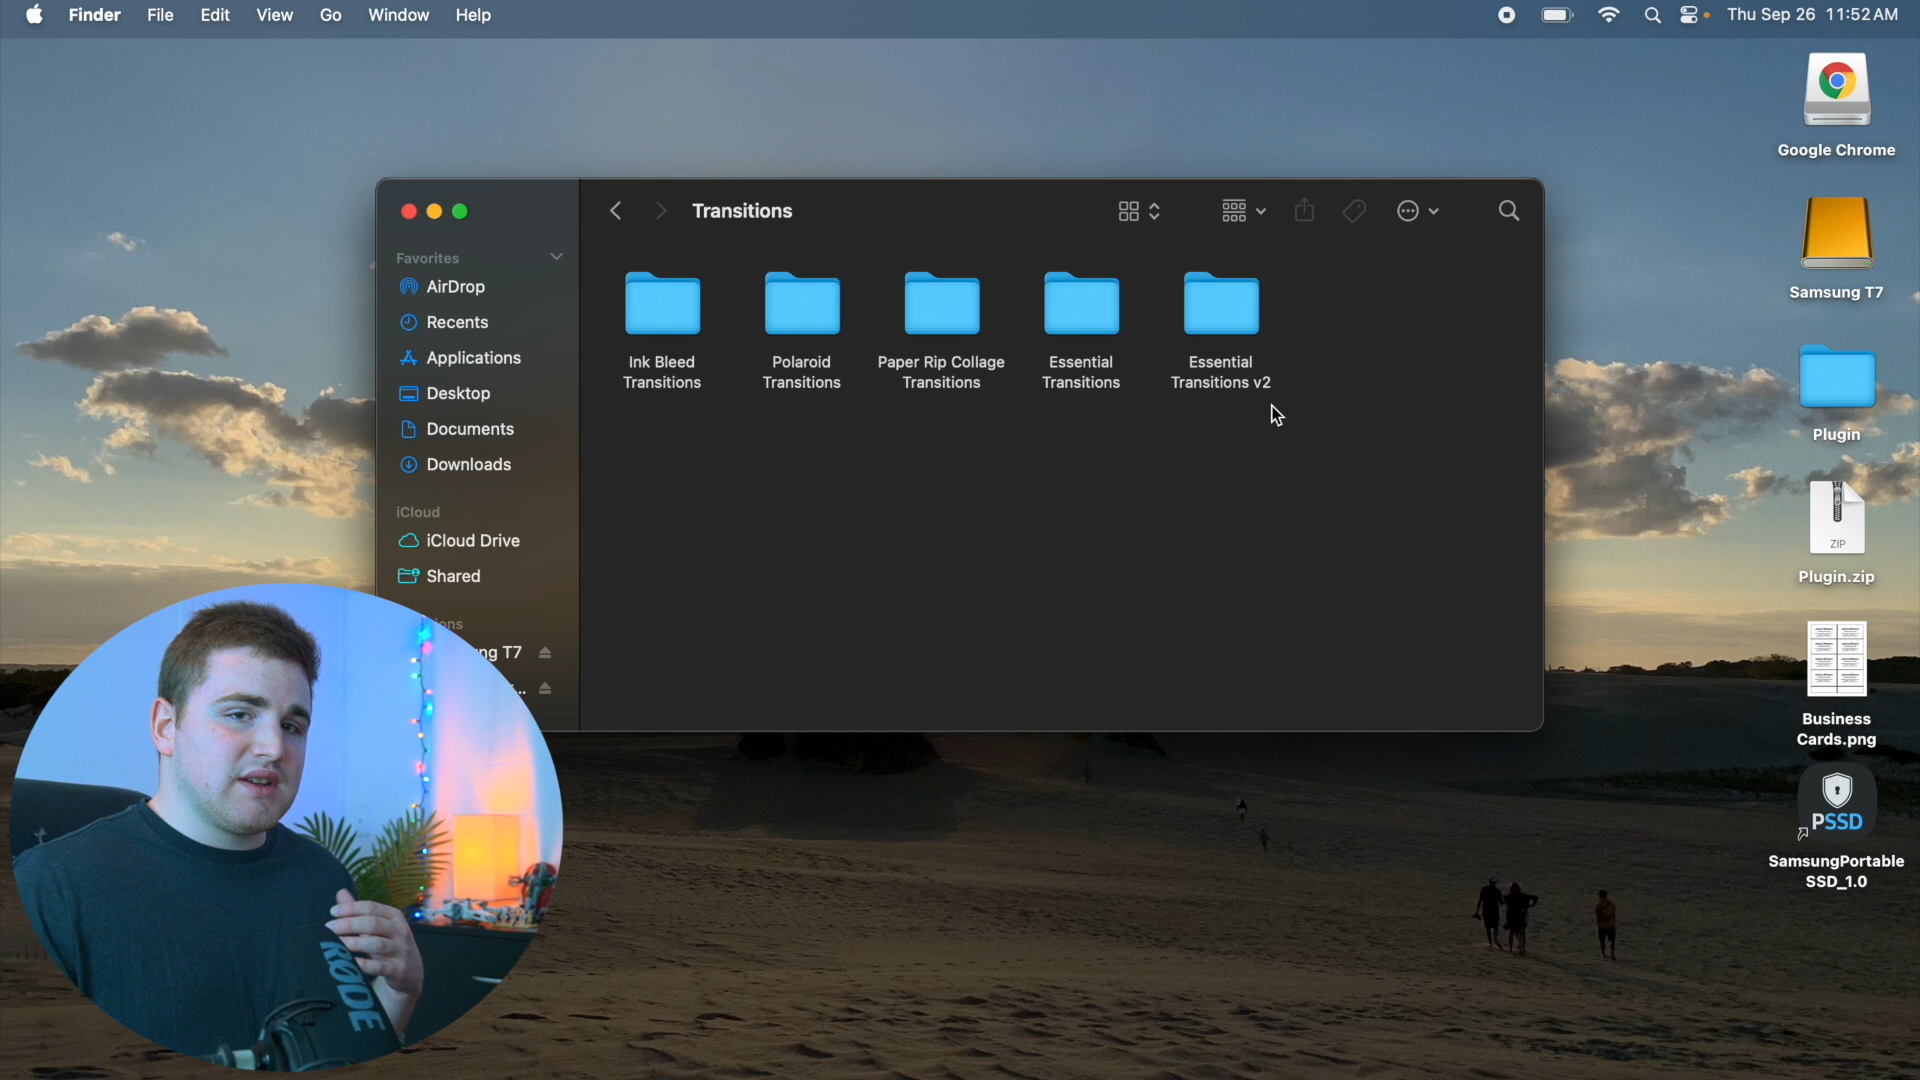 Finder File Edit View Go Window Help
Thu Sep 26 11:52 AM
Transitions
Favorites
AirDrop
Recents
Applications
Desktop
Documents
Downloads
iCloud
iCloud Drive
Shared
T7
Ink Bleed
Transitions
Polaroid
Transitions
Paper Rip Collage
Transitions
Essential
Transitions
Essential
Transitions v2
Google Chrome
Samsung T7
Plugin
ZIP
Plugin.zip
Business
Cards.png
PSSD
SamsungPortable
SSD_1.0
RØDE